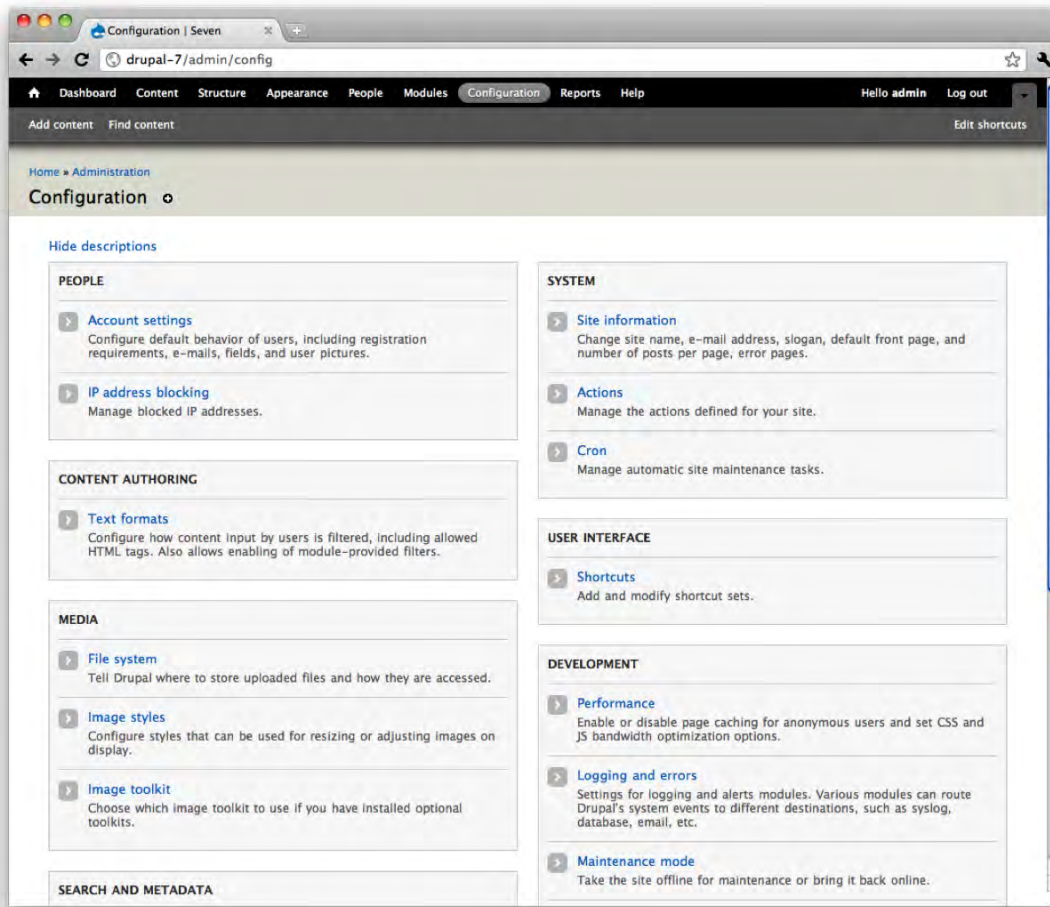 Configuration | Seven
drupal-7/admin/config
Dashboard Content Structure Appearance People Modules Configuration Reports Help Hello admin Log out
Add content Find content Edit shortcuts
Home » Administration
Configuration
Hide descriptions
PEOPLE
Account settings
Configure default behavior of users, including registration
requirements, e-mails, fields, and user pictures.
IP address blocking
Manage blocked IP addresses.
CONTENT AUTHORING
Text formats
Configure how content input by users is filtered, including allowed
HTML tags. Also allows enabling of module-provided filters.
MEDIA
File system
Tell Drupal where to store uploaded files and how they are accessed.
Image styles
Configure styles that can be used for resizing or adjusting images on
display.
Image toolkit
Choose which image toolkit to use if you have installed optional
toolkits.
SEARCH AND METADATA
SYSTEM
Site information
Change site name, e-mail address, slogan, default front page, and
number of posts per page, error pages.
Actions
Manage the actions defined for your site.
Cron
Manage automatic site maintenance tasks.
USER INTERFACE
Shortcuts
Add and modify shortcut sets.
DEVELOPMENT
Performance
Enable or disable page caching for anonymous users and set CSS and
JS bandwidth optimization options.
Logging and errors
Settings for logging and alerts modules. Various modules can route
Drupal's system events to different destinations, such as syslog,
database, email, etc.
Maintenance mode
Take the site offline for maintenance or bring it back online.